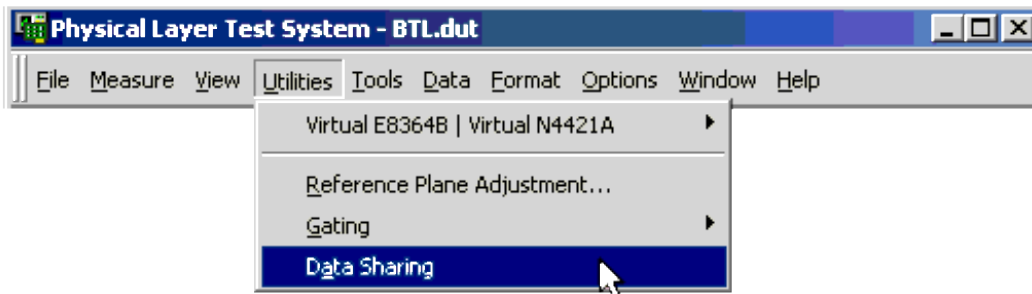 Physical Layer Test System - BTL.dut
File Measure View Utilities Tools Data Format Options Window Help
Virtual E8364B | Virtual N4421A
Reference Plane Adjustment...
Gating
Data Sharing